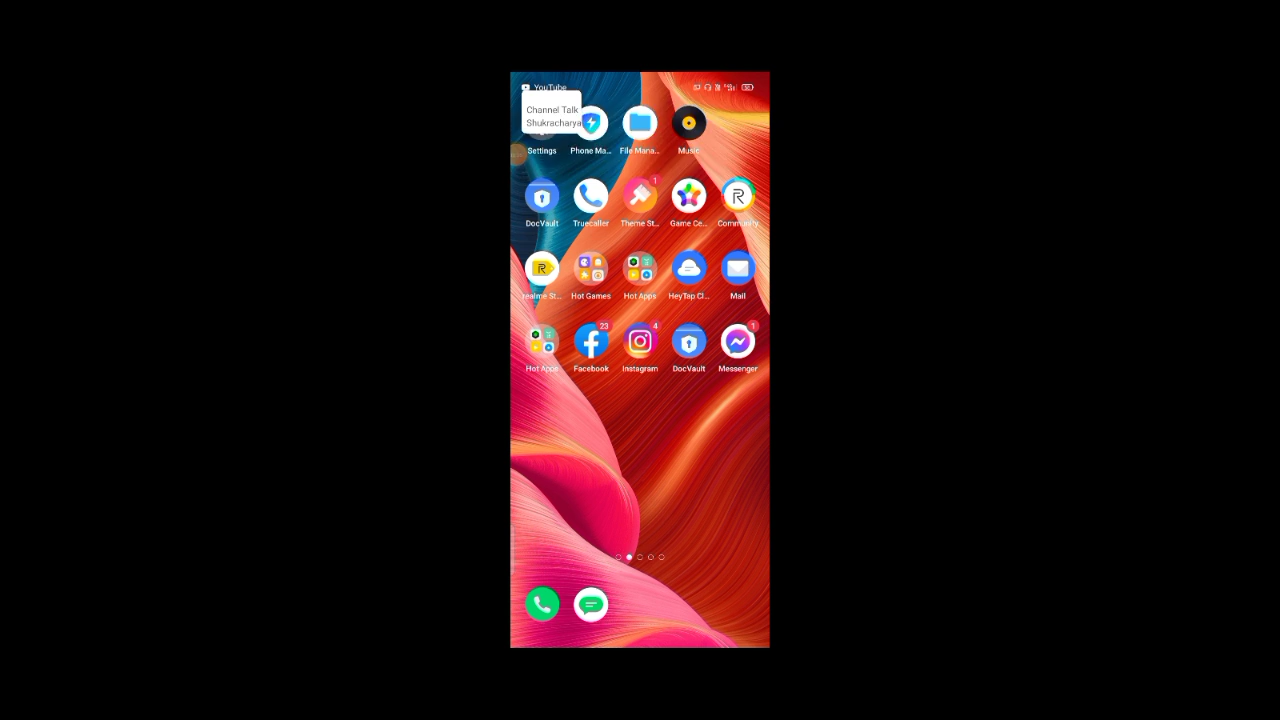 YouTube
Channel Talk
Shukracharya
Settings
Phone Ma...
File Mana...
Music
1
DocVault
Truecaller
Theme St...
Game Ce...
Community
realme St...
Hot Games
Hot Apps
HeyTap Cl...
Mail
23
4
1
Hot Apps
Facebook
Instagram
DocVault
Messenger